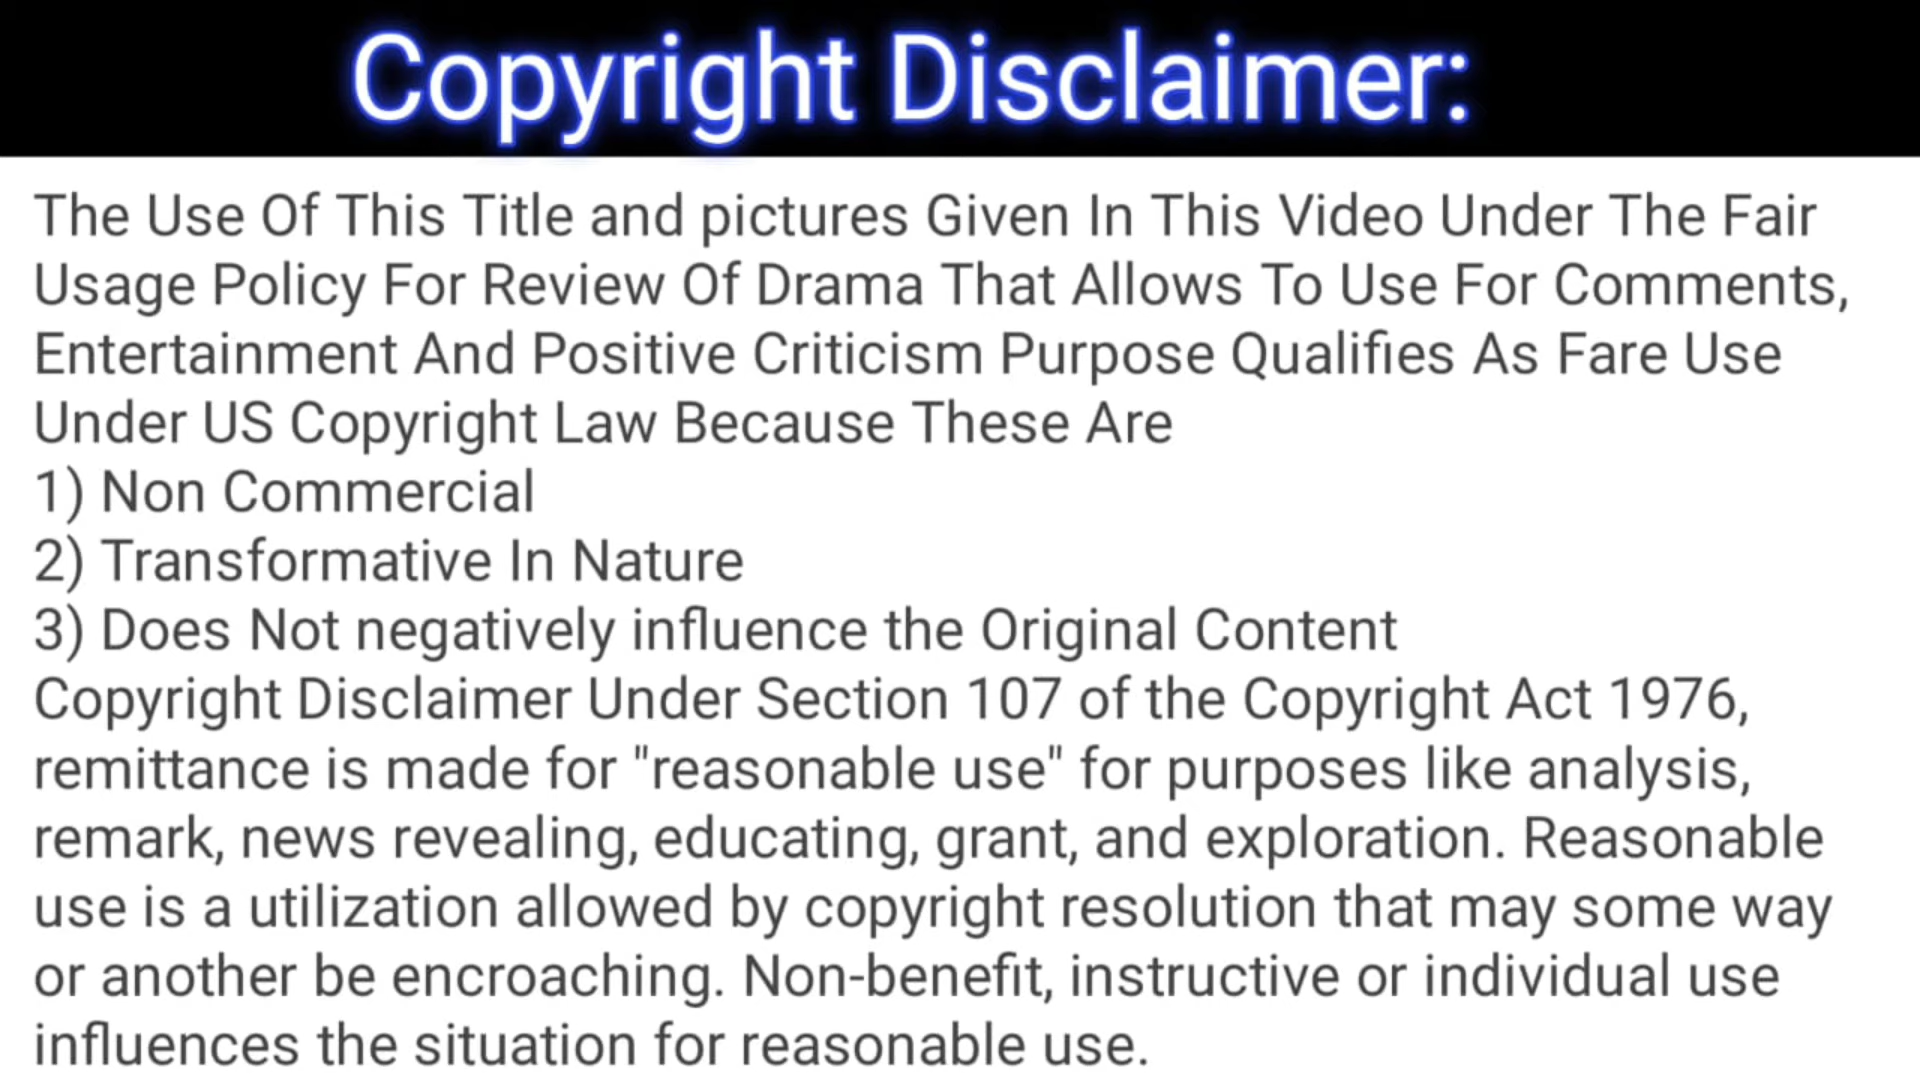 Copyright Disclaimer:
The Use Of This Title and pictures Given In This Video Under The Fair
Usage Policy For Review Of Drama That Allows To Use For Comments,
Entertainment And Positive Criticism Purpose Qualifies As Fare Use
Under US Copyright Law Because These Are
1) Non Commercial
2) Transformative In Nature
3) Does Not negatively influence the Original Content
Copyright Disclaimer Under Section 107 of the Copyright Act 1976,
remittance is made for "reasonable use" for purposes like analysis,
remark, news revealing, educating, grant, and exploration. Reasonable
use is a utilization allowed by copyright resolution that may some way
or another be encroaching. Non-benefit, instructive or individual use
influences the situation for reasonable use.